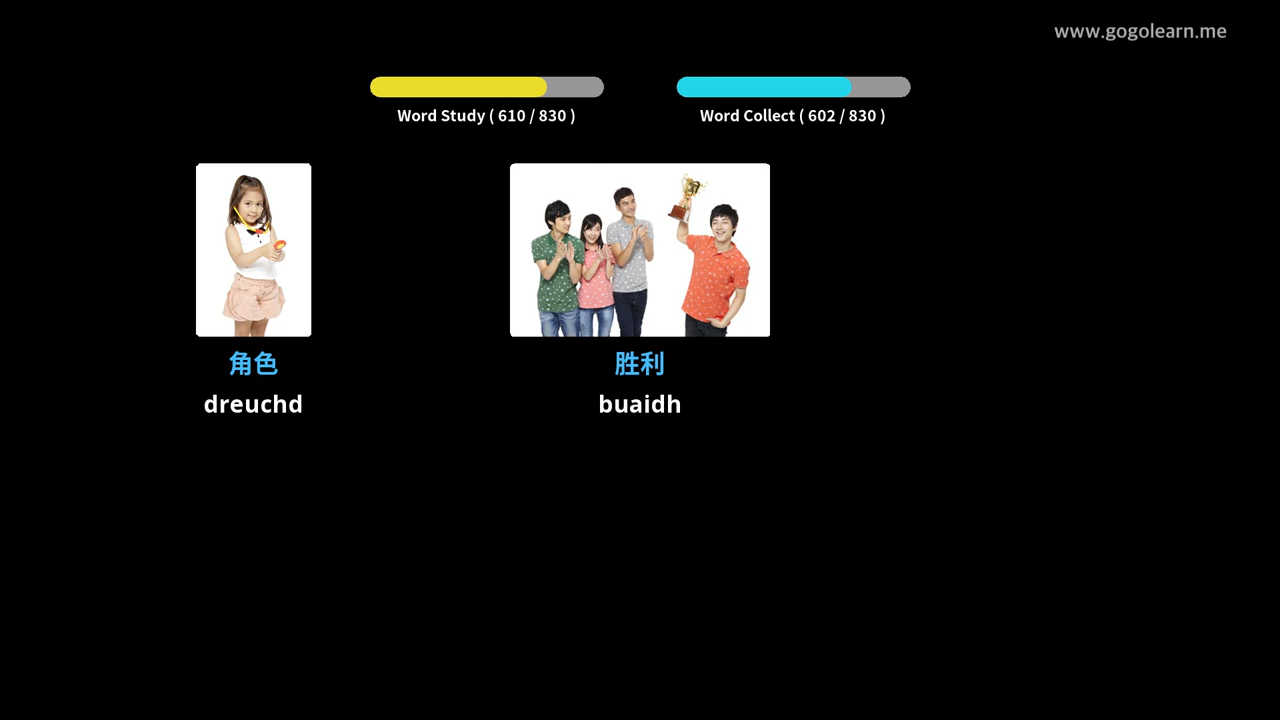 www.gogolearn.me
Word Study ( 610 / 830 )
Word Collect ( 602 / 830 )
角色
dreuchd
胜利
buaidh